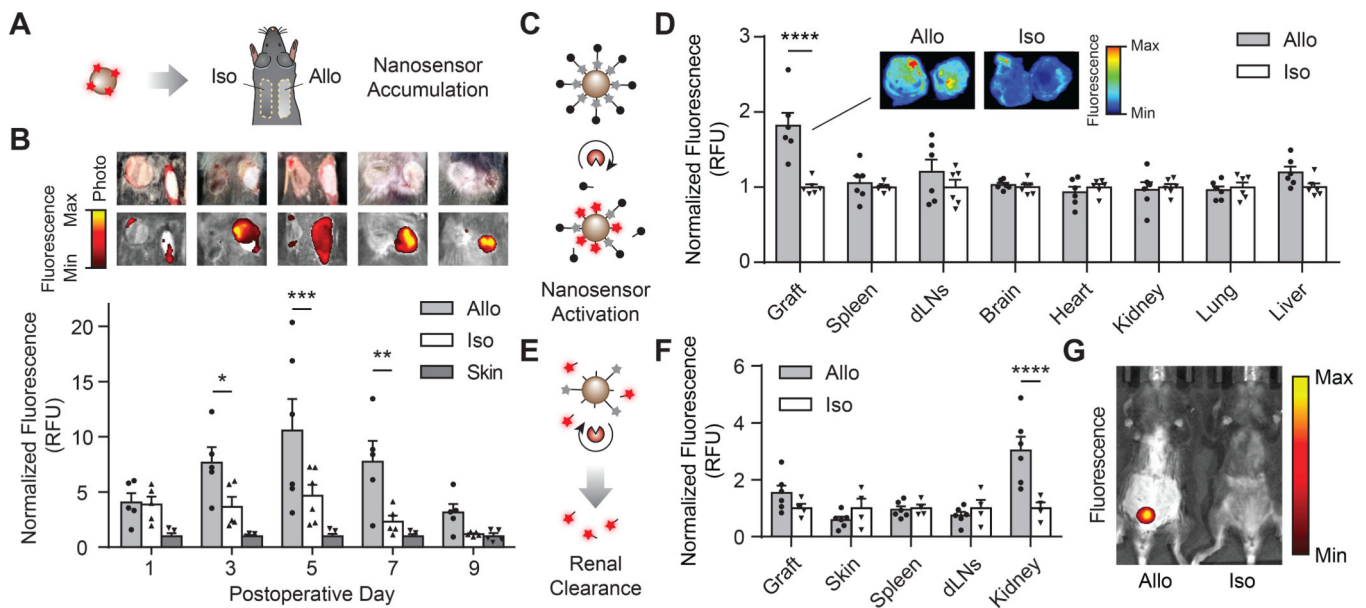 A
Iso
Allo
Nanosensor
Accumulation
B
Photo
Fluorescence
Max
Min
Normalized Fluorescence
(RFU)
20
15
10
5
0
*
***
**
Allo
Iso
Skin
1
3
5
7
9
Postoperative Day
C
Nanosensor
Activation
D
Normalized Fluorescnece
(RFU)
3
2
1
0
****
Allo
Iso
Fluorescence
Max
Min
Allo
Iso
Graft
Spleen
dLNs
Brain
Heart
Kidney
Lung
Liver
E
Renal
Clearance
F
Normalized Fluorescence
(RFU)
6
4
2
0
Allo
Iso
****
Graft
Skin
Spleen
dLNs
Kidney
G
Fluorescence
Max
Min
Allo
Iso